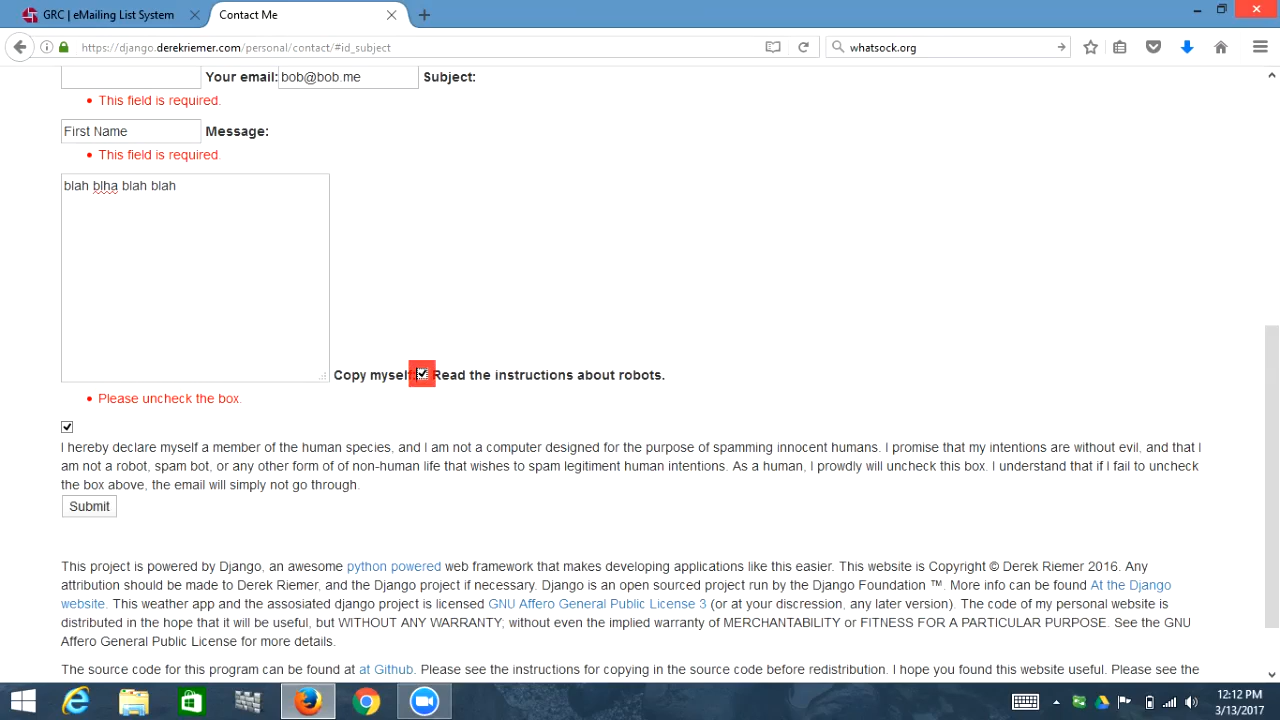 GRC | eMailing List System
Contact Me
https://django.derekriemer.com/personal/contact/#id_subject
whatsock.org
Your email: bob@bob.me Subject:
This field is required.
First Name Message:
This field is required.
blah blha blah blah
Copy myself Read the instructions about robots.
Please uncheck the box.
I hereby declare myself a member of the human species, and I am not a computer designed for the purpose of spamming innocent humans. I promise that my intentions are without evil, and that I
am not a robot, spam bot, or any other form of of non-human life that wishes to spam legitiment human intentions. As a human, I prowdly will uncheck this box. I understand that if I fail to uncheck
the box above, the email will simply not go through.
Submit
This project is powered by Django, an awesome python powered web framework that makes developing applications like this easier. This website is Copyright © Derek Riemer 2016. Any
attribution should be made to Derek Riemer, and the Django project if necessary. Django is an open sourced project run by the Django Foundation ™. More info can be found At the Django
website. This weather app and the assosiated django project is licensed GNU Affero General Public License 3 (or at your discression, any later version). The code of my personal website is
distributed in the hope that it will be useful, but WITHOUT ANY WARRANTY; without even the implied warranty of MERCHANTABILITY or FITNESS FOR A PARTICULAR PURPOSE. See the GNU
Affero General Public License for more details.
The source code for this program can be found at at Github. Please see the instructions for copying in the source code before redistribution. I hope you found this website useful. Please see the
12:12 PM
3/13/2017